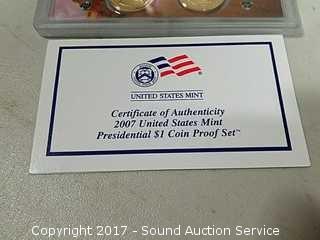 UNITED STATES MINT
Certificate of Authenticity
2007 United States Mint
Presidential $1 Coin Proof Set™
Copyright 2017 - Sound Auction Service